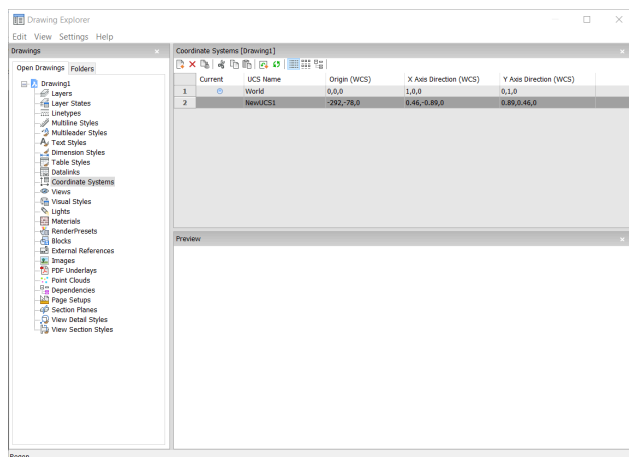 Drawing Explorer
Edit View Settings Help
Drawings
Open Drawings Folders
Drawing1
Layers
Layer States
Linetypes
Multiline Styles
Multileader Styles
Text Styles
Dimension Styles
Table Styles
Datalinks
Coordinate Systems
Views
Visual Styles
Lights
Materials
RenderPresets
Blocks
External References
Images
PDF Underlays
Point Clouds
Dependencies
Page Setups
Section Planes
View Detail Styles
View Section Styles
Coordinate Systems [Drawing1]
Current UCS Name Origin (WCS) X Axis Direction (WCS) Y Axis Direction (WCS)
1 World 0,0,0 1,0,0 0,1,0
2 NewUCS1 -292,-78,0 0.46,-0.89,0 0.89,0.46,0
Preview